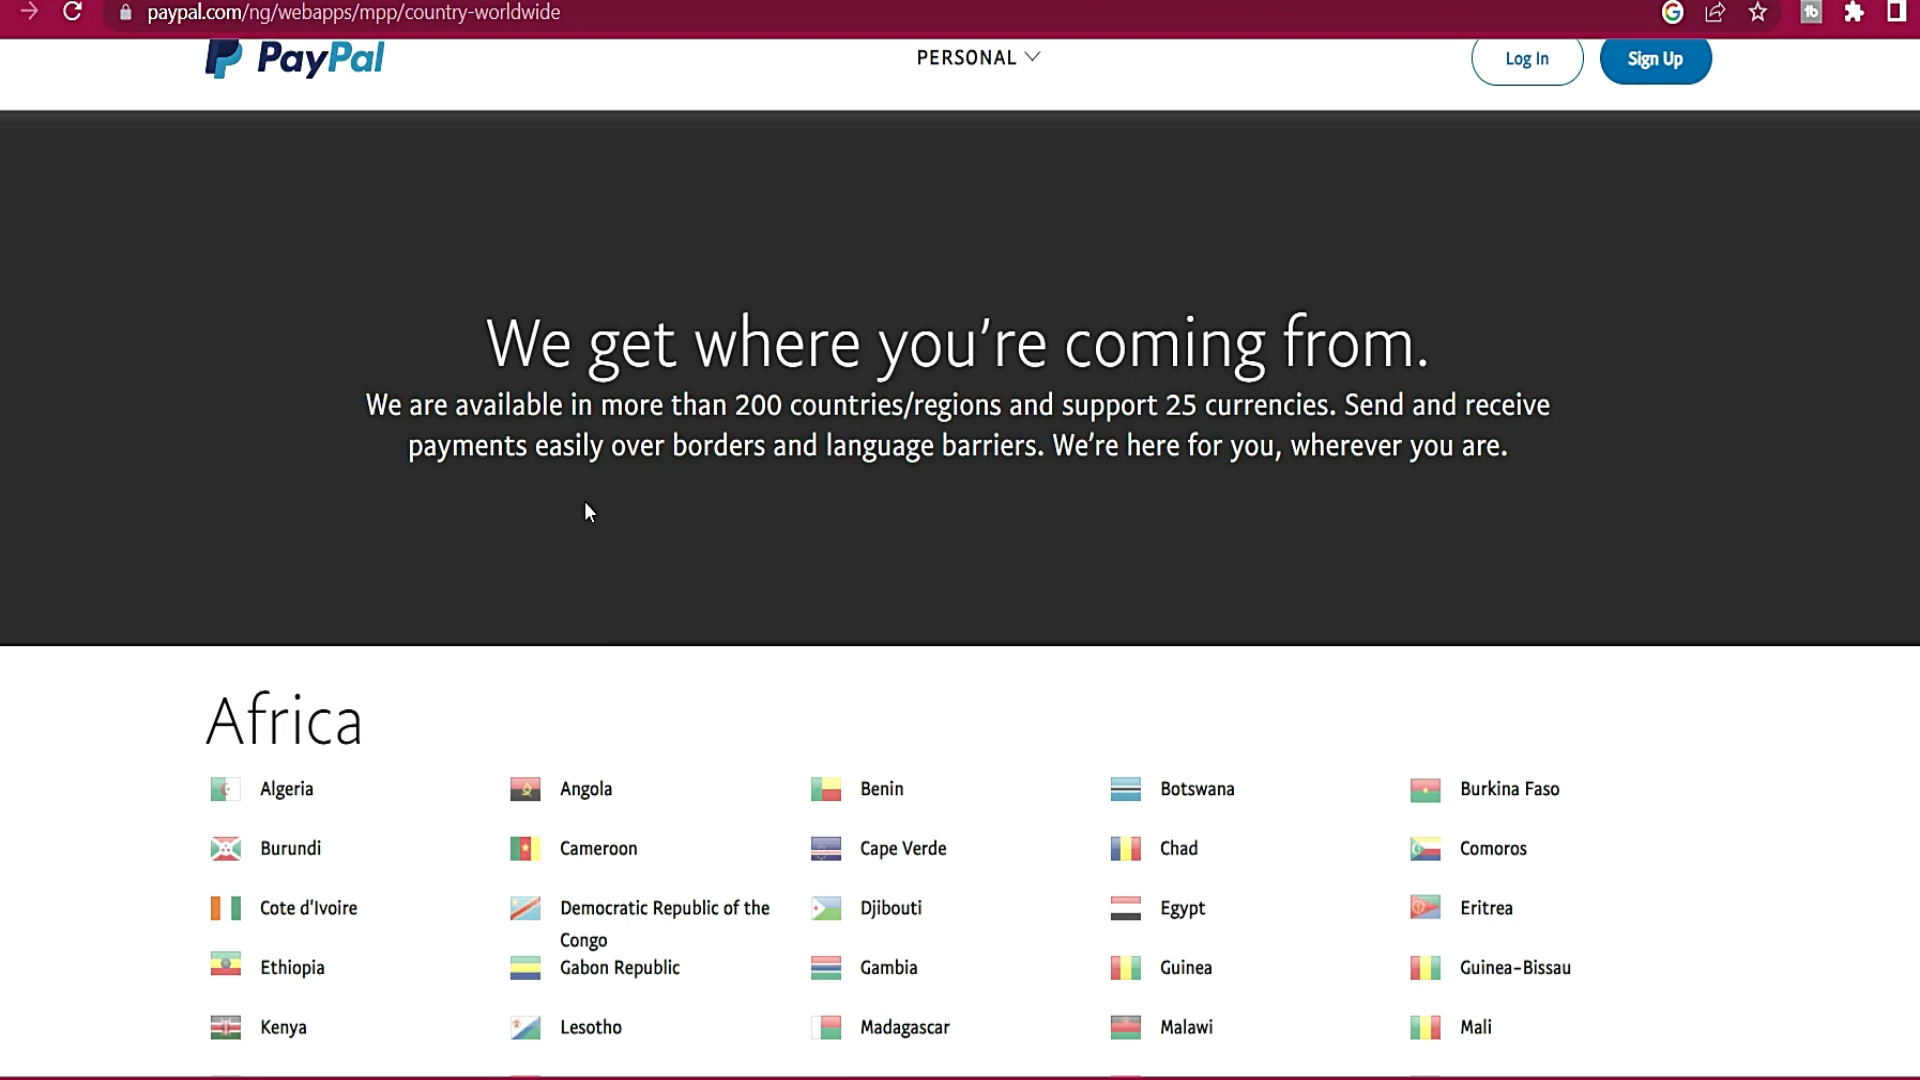 paypal.com/ng/webapps/mpp/country-worldwide
PayPal
PERSONAL
Log In
Sign Up
We get where you’re coming from.
We are available in more than 200 countries/regions and support 25 currencies. Send and receive
payments easily over borders and language barriers. We’re here for you, wherever you are.
Africa
Algeria Angola Benin Botswana Burkina Faso
Burundi Cameroon Cape Verde Chad Comoros
Cote d'Ivoire Democratic Republic of the Djibouti Egypt Eritrea
Congo
Ethiopia Gabon Republic Gambia Guinea Guinea-Bissau
Kenya Lesotho Madagascar Malawi Mali